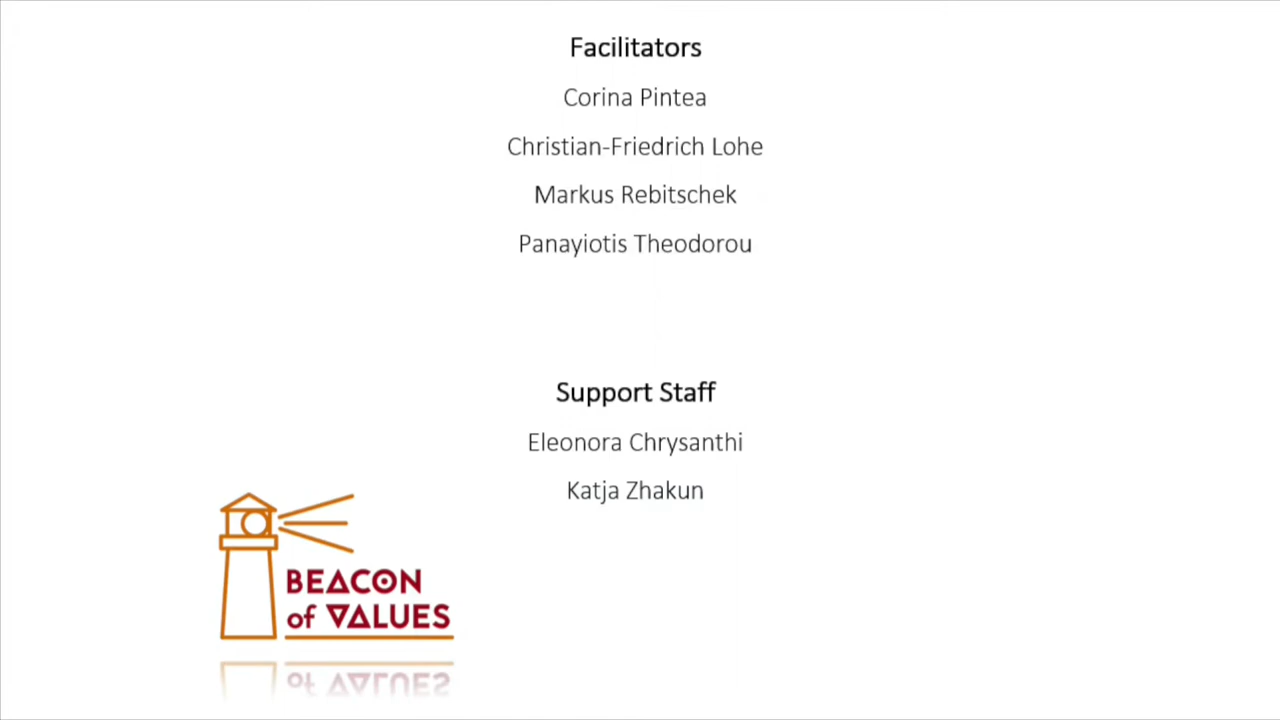 Facilitators
Corina Pintea
Christian-Friedrich Lohe
Markus Rebitschek
Panayiotis Theodorou
Support Staff
Eleonora Chrysanthi
Katja Zhakun
BEACON
of VALUES